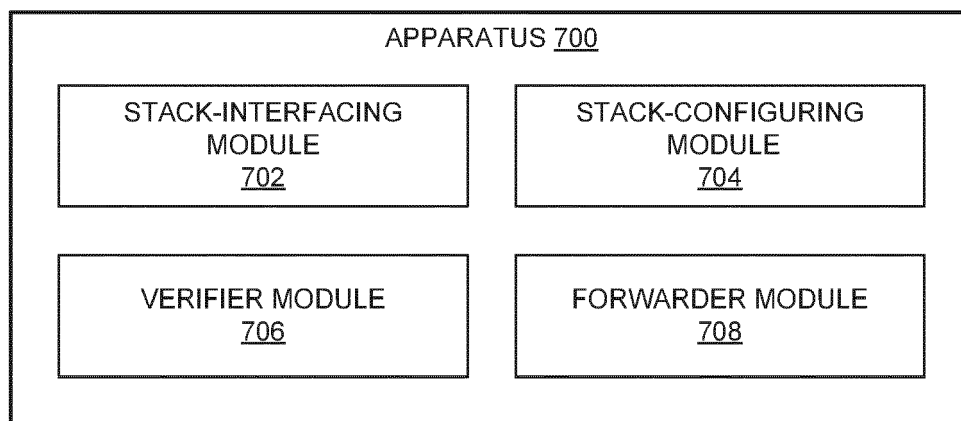 APPARATUS 700
STACK-INTERFACING
MODULE
702
STACK-CONFIGURING
MODULE
704
VERIFIER MODULE
706
FORWARDER MODULE
708